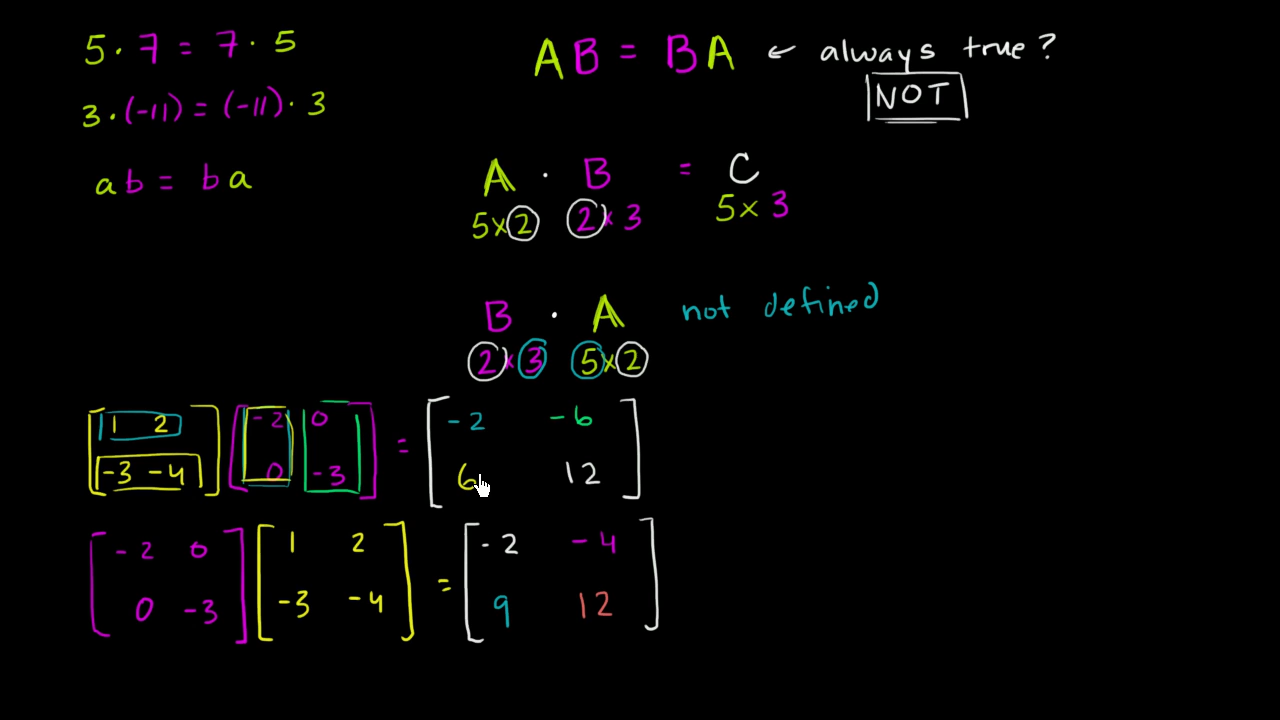 5 · 7 = 7 · 5
AB = BA ← always true?
NOT
3 · (-11) = (-11) · 3
ab = ba
A · B = C
5×2 2×3 5×3
B · A not defined
2×3 5×2
[1 2] [-2 0] = [-2 -6]
[-3 -4] [0 -3] [6 12]
[-2 0] [1 2] = [-2 -4]
[0 -3] [-3 -4] [9 12]